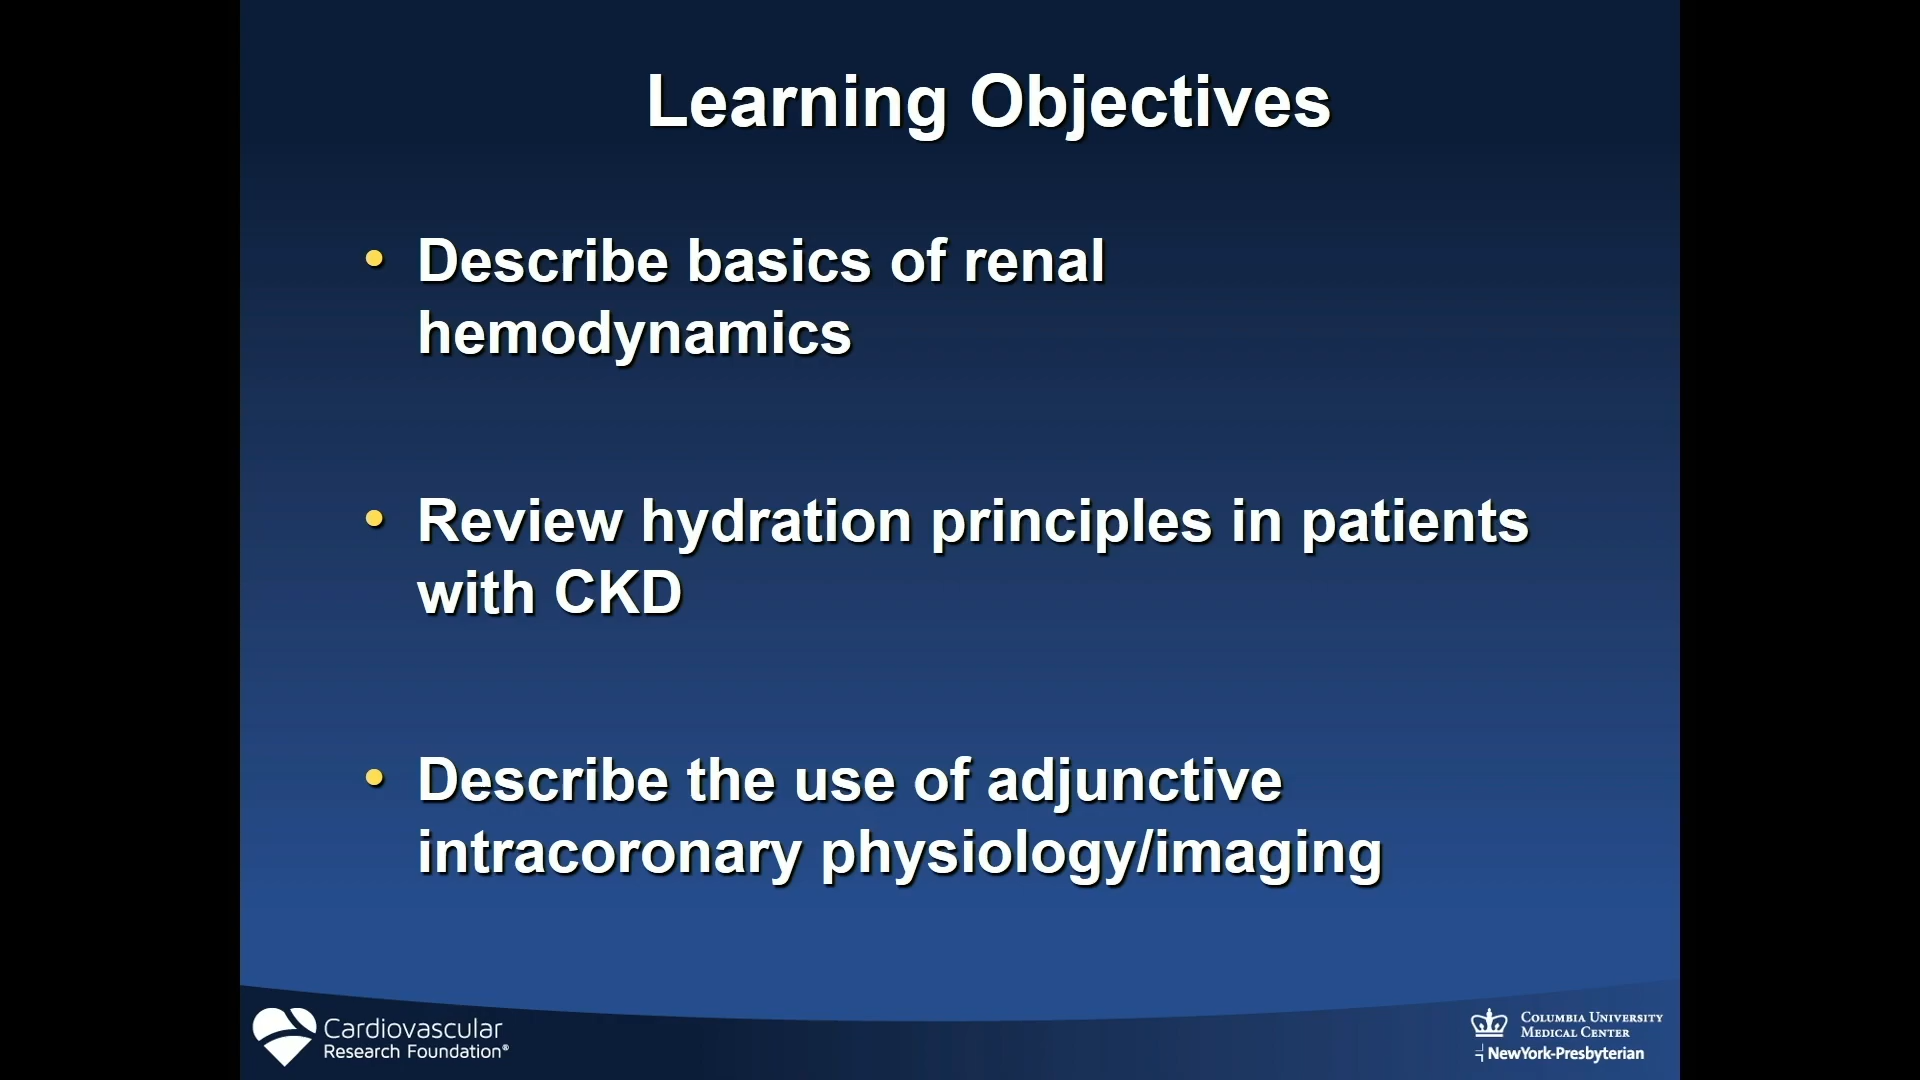 Learning Objectives
• Describe basics of renal
hemodynamics
• Review hydration principles in patients
with CKD
• Describe the use of adjunctive
intracoronary physiology/imaging
Cardiovascular
Research Foundation®
COLUMBIA UNIVERSITY
MEDICAL CENTER
NewYork-Presbyterian